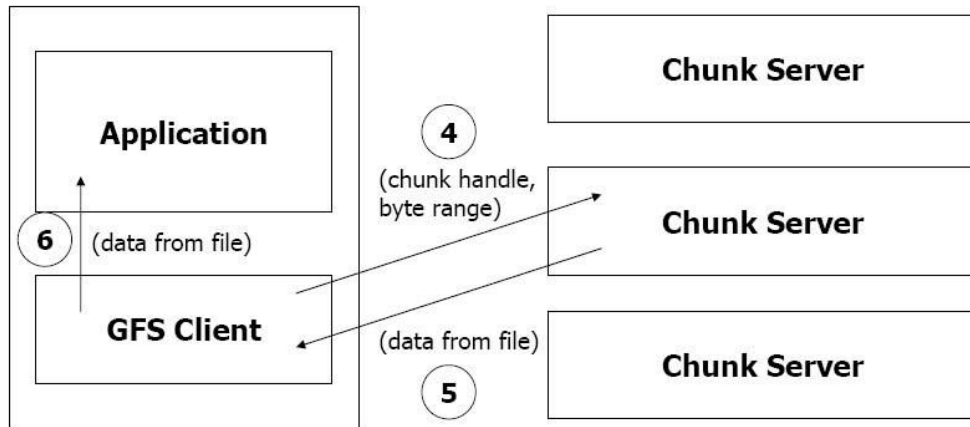 Application
6
(data from file)
GFS Client
4
(chunk handle,
byte range)
(data from file)
5
Chunk Server
Chunk Server
Chunk Server